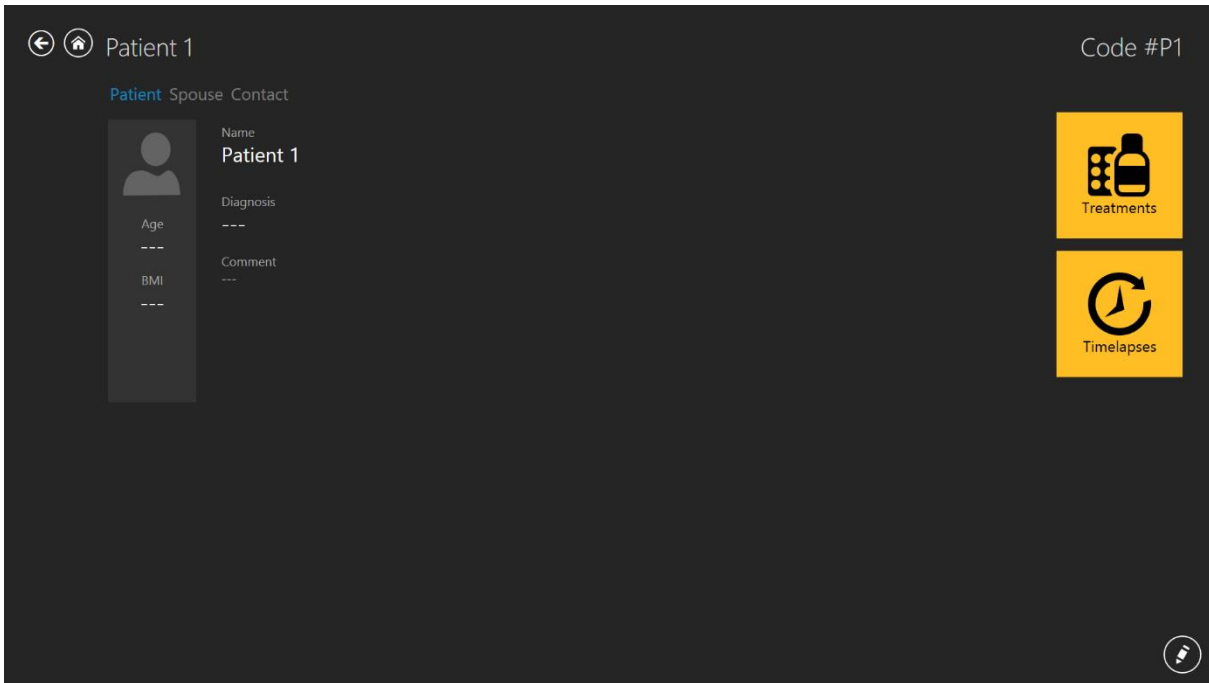 Patient 1
Code #P1
Patient Spouse Contact
Name
Patient 1
Diagnosis
---
Comment
---
Age
---
BMI
---
Treatments
Timelapses